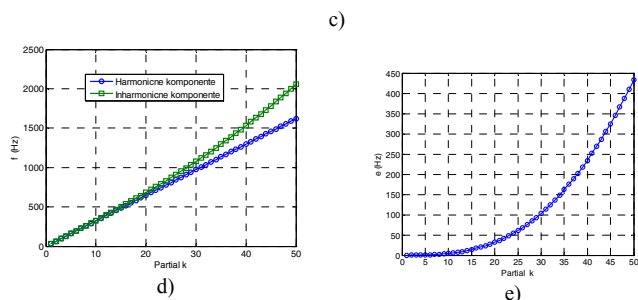 c)
2500
2000
1500
1000
500
0
f (Hz)
Harmonicne komponente
Inharmonicne komponente
0 10 20 30 40 50
Partial k
d)
450
400
350
300
250
200
150
100
50
0
e (Hz)
0 5 10 15 20 25 30 35 40 45 50
Partial k
e)